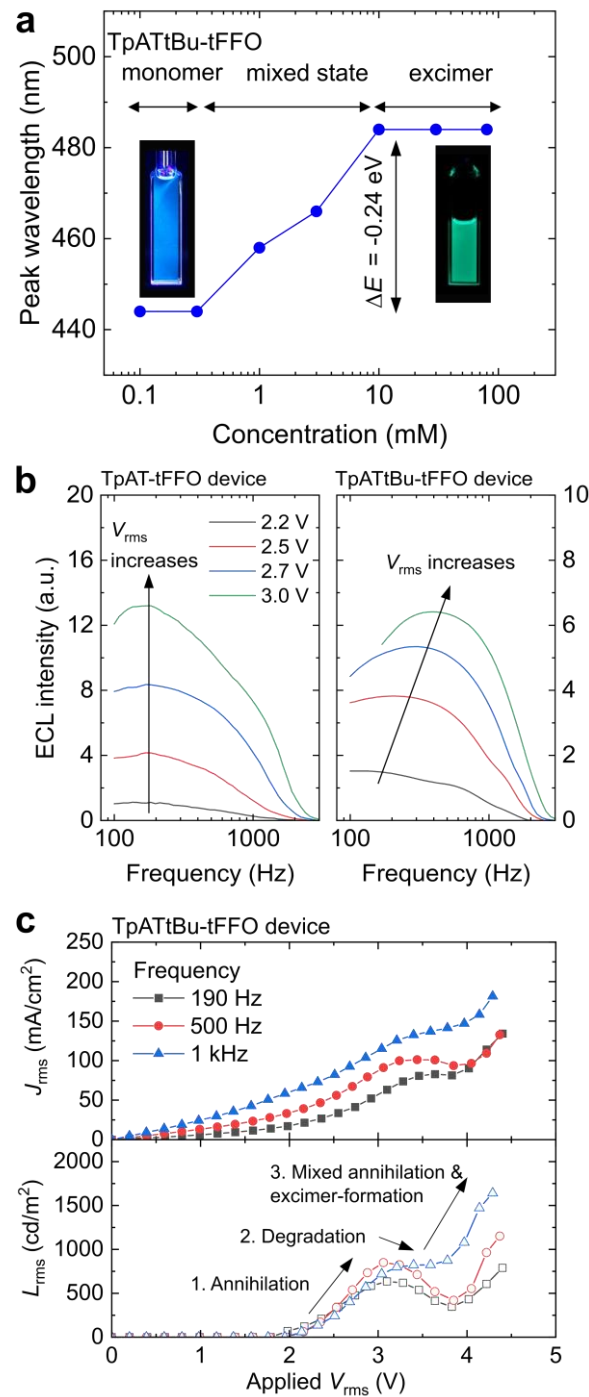 a
TpATtBu-tFFO
monomer
mixed state
excimer
Peak wavelength (nm)
500
480
460
440
ΔE = -0.24 eV
0.1
1
10
100
Concentration (mM)
b
TpAT-tFFO device
TpATtBu-tFFO device
ECL intensity (a.u.)
20
16
12
8
4
0
Vrms
increases
2.2 V
2.5 V
2.7 V
3.0 V
Vrms increases
10
8
6
4
2
0
100
1000
100
1000
Frequency (Hz)
Frequency (Hz)
c
TpATtBu-tFFO device
Jrms (mA/cm²)
250
200
150
100
50
0
Frequency
190 Hz
500 Hz
1 kHz
Lrms (cd/m²)
2000
1500
1000
500
0
3. Mixed annihilation &
excimer-formation
2. Degradation
1. Annihilation
0
1
2
3
4
5
Applied Vrms (V)